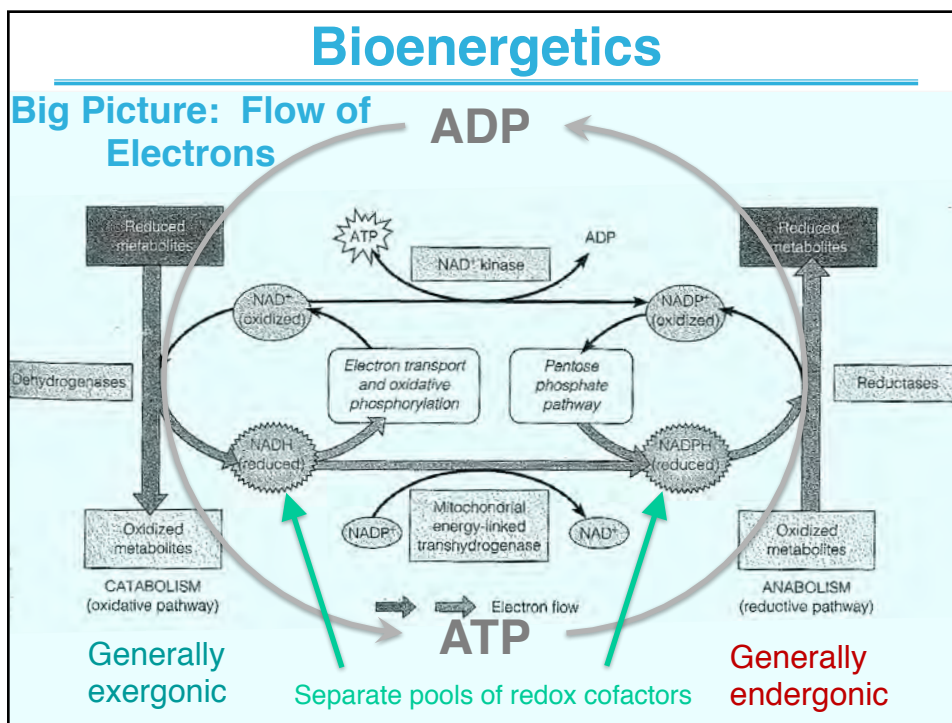 Bioenergetics
Big Picture: Flow of
Electrons
ADP
Reduced
metabolites
ATP
NAD⁺ kinase
ADP
Reduced
metabolites
NAD⁺
(oxidized)
NADP⁺
(oxidized)
Dehydrogenases
Electron transport
and oxidative
phosphorylation
Pentose
phosphate
pathway
Reductases
NADH
(reduced)
NADPH
(reduced)
Oxidized
metabolites
NADP⁺
Mitochondrial
energy-linked
transhydrogenase
NAD⁺
Oxidized
metabolites
CATABOLISM
(oxidative pathway)
Electron flow
ANABOLISM
(reductive pathway)
ATP
Generally
exergonic
Separate pools of redox cofactors
Generally
endergonic